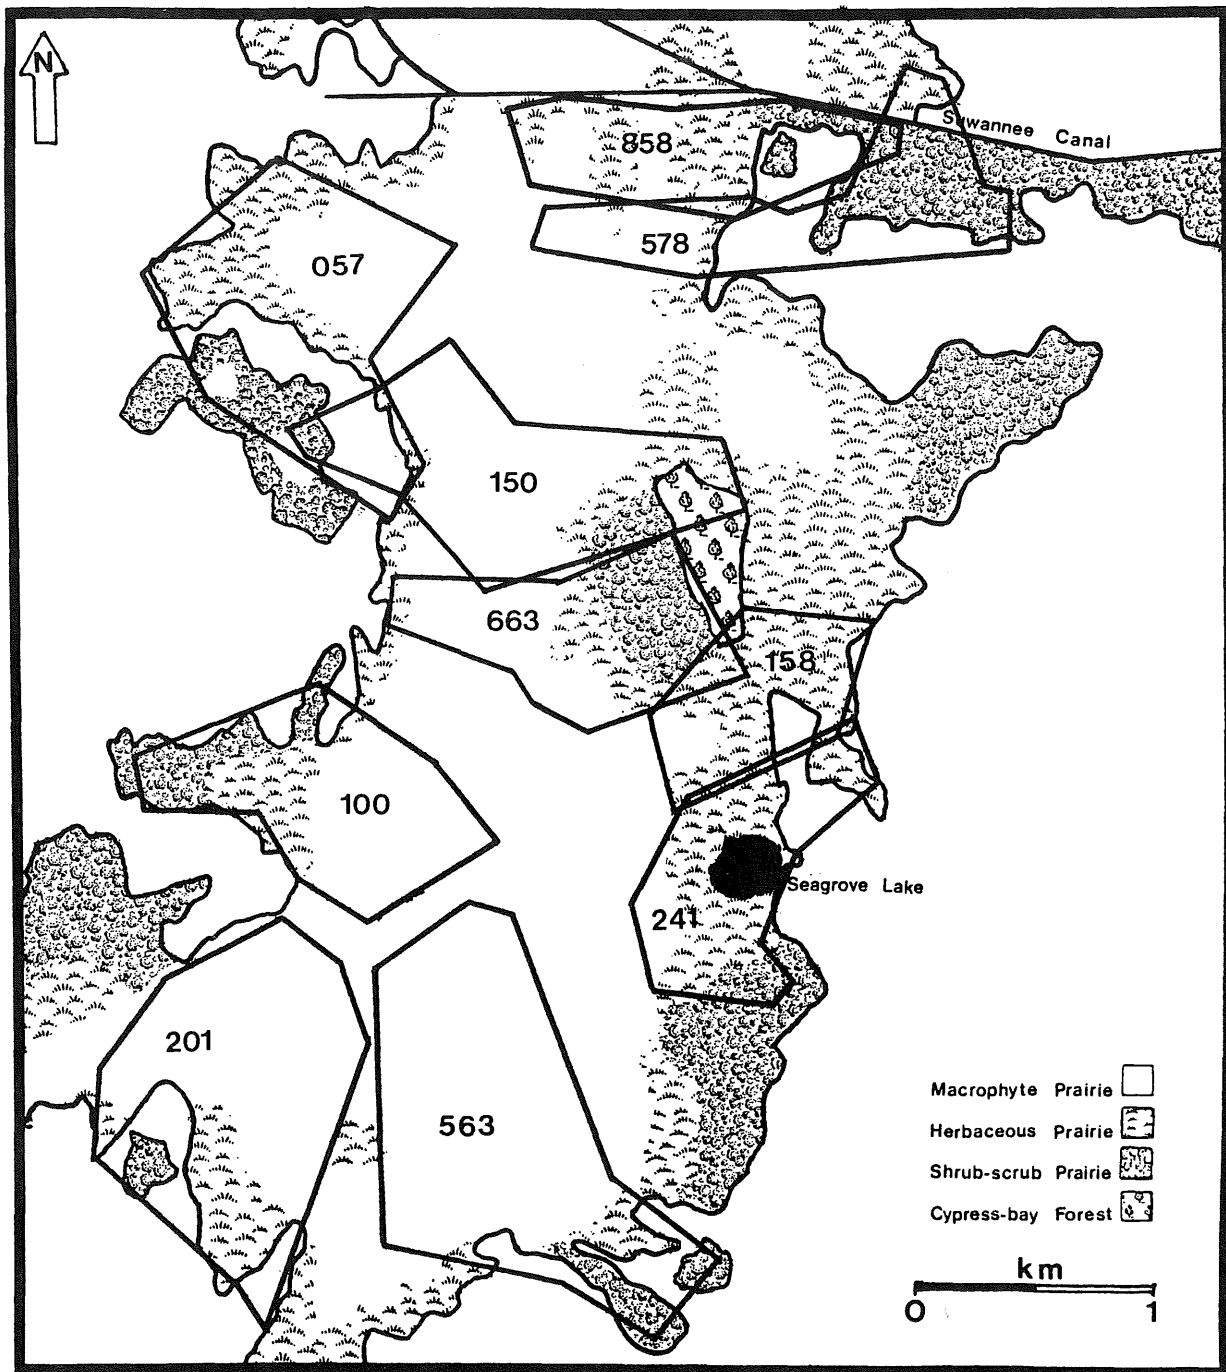 N
Suwannee Canal
858
578
057
150
663
158
100
Seagrove Lake
241
201
563
Macrophyte Prairie
Herbaceous Prairie
Shrub-scrub Prairie
Cypress-bay Forest
km
0 1